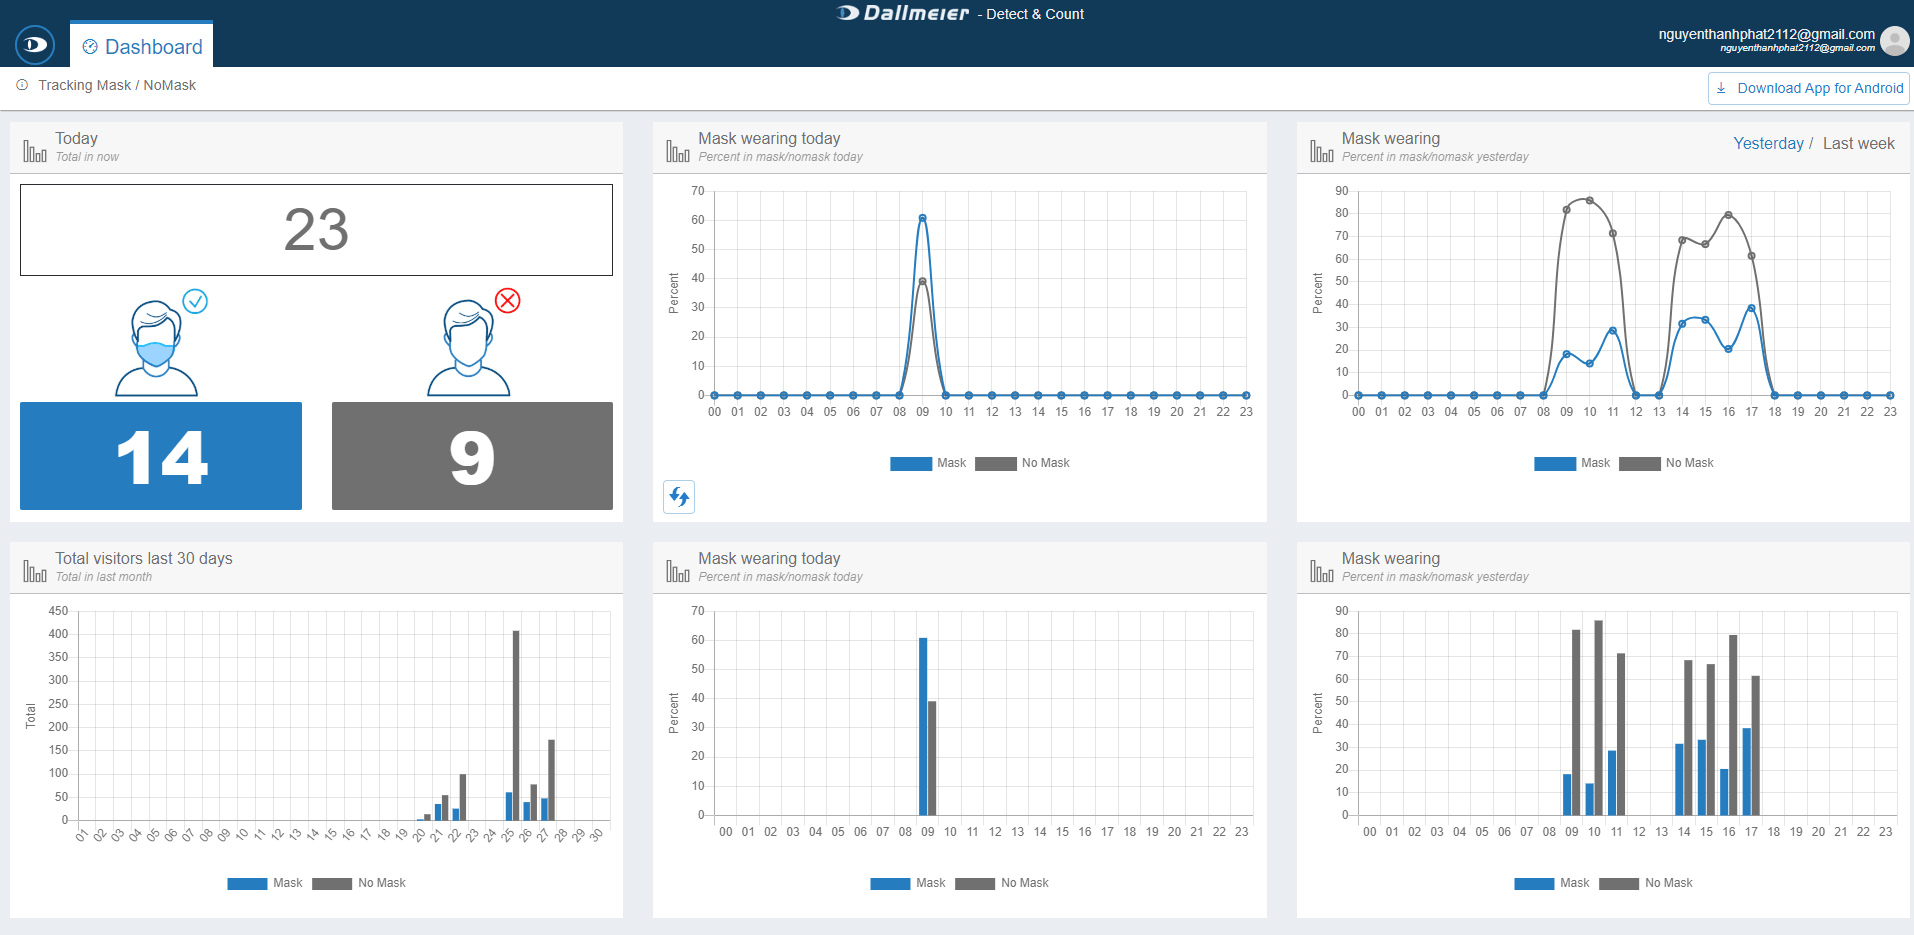 DALLMEIER - Detect & Count
Dashboard
nguyenthanhphat2112@gmail.com
nguyenthanhphat2112@gmail.com
Tracking Mask / NoMask
Download App for Android
Today
Total in now
23
14
9
Mask wearing today
Percent in mask/nomask today
70
60
50
40
30
20
10
0
Percent
00 01 02 03 04 05 06 07 08 09 10 11 12 13 14 15 16 17 18 19 20 21 22 23
Mask No Mask
Mask wearing
Percent in mask/nomask yesterday
Yesterday / Last week
90
80
70
60
50
40
30
20
10
0
Percent
00 01 02 03 04 05 06 07 08 09 10 11 12 13 14 15 16 17 18 19 20 21 22 23
Mask No Mask
Total visitors last 30 days
Total in last month
450
400
350
300
250
200
150
100
50
0
Total
01 02 03 04 05 06 07 08 09 10 11 12 13 14 15 16 17 18 19 20 21 22 23 24 25 26 27 28 29 30
Mask No Mask
Mask wearing today
Percent in mask/nomask today
70
60
50
40
30
20
10
0
Percent
00 01 02 03 04 05 06 07 08 09 10 11 12 13 14 15 16 17 18 19 20 21 22 23
Mask No Mask
Mask wearing
Percent in mask/nomask yesterday
90
80
70
60
50
40
30
20
10
0
Percent
00 01 02 03 04 05 06 07 08 09 10 11 12 13 14 15 16 17 18 19 20 21 22 23
Mask No Mask